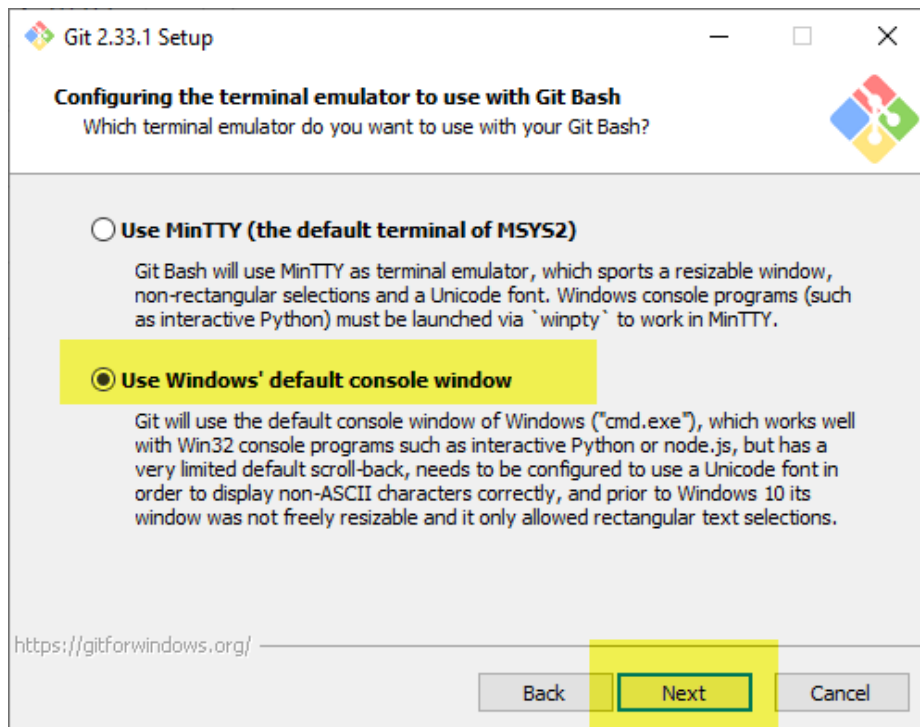 Git 2.33.1 Setup
Configuring the terminal emulator to use with Git Bash
Which terminal emulator do you want to use with your Git Bash?
Use MinTTY (the default terminal of MSYS2)
Git Bash will use MinTTY as terminal emulator, which sports a resizable window,
non-rectangular selections and a Unicode font. Windows console programs (such
as interactive Python) must be launched via `winpty` to work in MinTTY.
Use Windows' default console window
Git will use the default console window of Windows ("cmd.exe"), which works well
with Win32 console programs such as interactive Python or node.js, but has a
very limited default scroll-back, needs to be configured to use a Unicode font in
order to display non-ASCII characters correctly, and prior to Windows 10 its
window was not freely resizable and it only allowed rectangular text selections.
https://gitforwindows.org/
Back
Next
Cancel